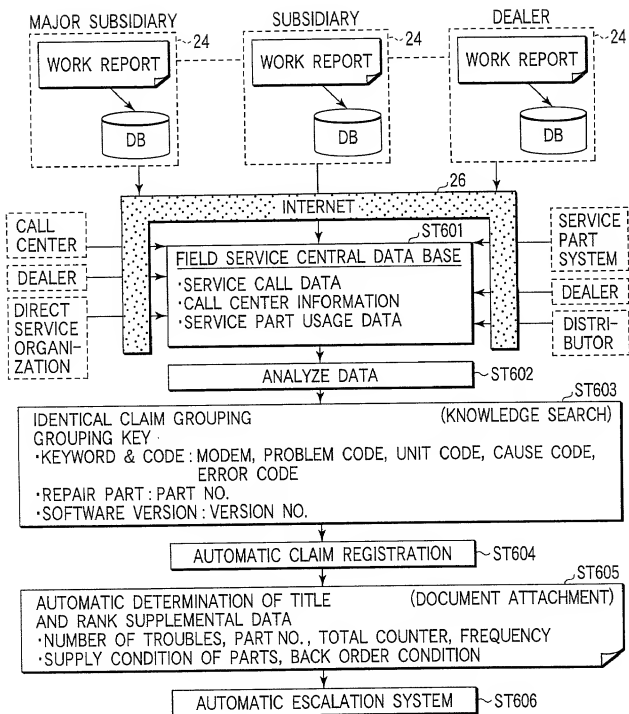 MAJOR SUBSIDIARY
SUBSIDIARY
DEALER
24
24
24
WORK REPORT
WORK REPORT
WORK REPORT
DB
DB
DB
26
INTERNET
CALL
CENTER
DEALER
DIRECT
SERVICE
ORGANI-
ZATION
ST601
FIELD SERVICE CENTRAL DATA BASE
·SERVICE CALL DATA
·CALL CENTER INFORMATION
·SERVICE PART USAGE DATA
SERVICE
PART
SYSTEM
DEALER
DISTRI-
BUTOR
ANALYZE DATA
ST602
ST603
IDENTICAL CLAIM GROUPING (KNOWLEDGE SEARCH)
GROUPING KEY
·KEYWORD & CODE : MODEM, PROBLEM CODE, UNIT CODE, CAUSE CODE,
ERROR CODE
·REPAIR PART : PART NO.
·SOFTWARE VERSION : VERSION NO.
AUTOMATIC CLAIM REGISTRATION
ST604
ST605
AUTOMATIC DETERMINATION OF TITLE (DOCUMENT ATTACHMENT)
AND RANK SUPPLEMENTAL DATA
·NUMBER OF TROUBLES, PART NO., TOTAL COUNTER, FREQUENCY
·SUPPLY CONDITION OF PARTS, BACK ORDER CONDITION
AUTOMATIC ESCALATION SYSTEM
ST606